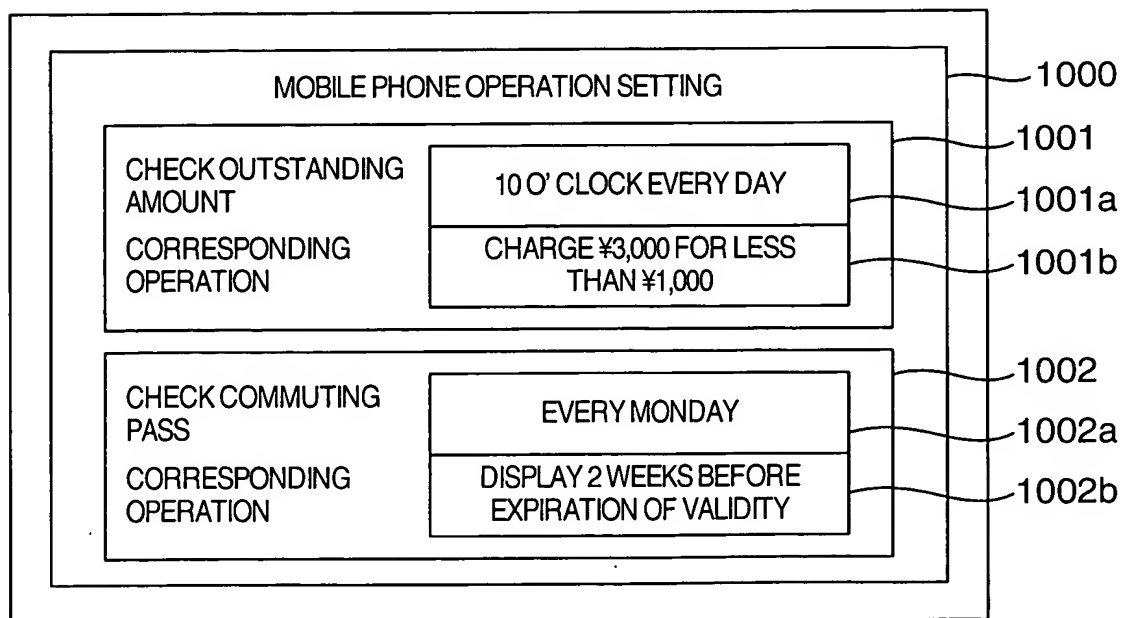 MOBILE PHONE OPERATION SETTING
1000
1001
CHECK OUTSTANDING
AMOUNT
10 O' CLOCK EVERY DAY
1001a
CORRESPONDING
OPERATION
CHARGE ¥3,000 FOR LESS
THAN ¥1,000
1001b
1002
CHECK COMMUTING
PASS
EVERY MONDAY
1002a
CORRESPONDING
OPERATION
DISPLAY 2 WEEKS BEFORE
EXPIRATION OF VALIDITY
1002b